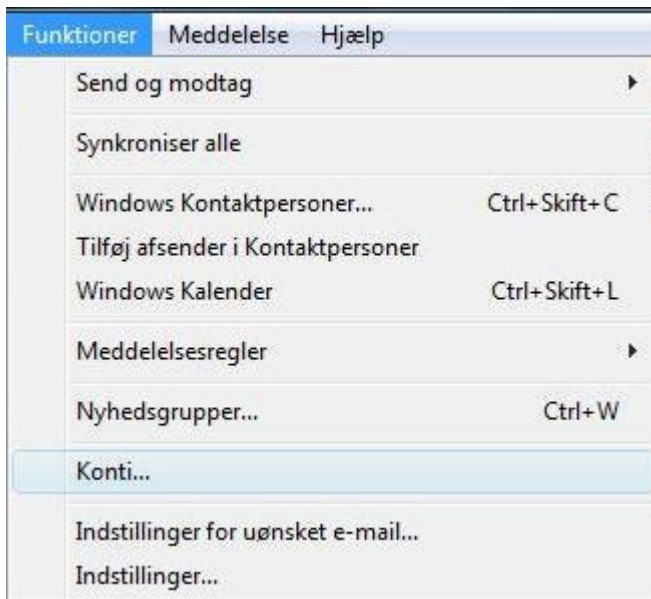 Funktioner Meddelelse Hjælp
Send og modtag
Synkroniser alle
Windows Kontaktpersoner... Ctrl+Skift+C
Tilføj afsender i Kontaktpersoner
Windows Kalender Ctrl+Skift+L
Meddelelsesregler
Nyhedsgrupper... Ctrl+W
Konti...
Indstillinger for uønsket e-mail...
Indstillinger...